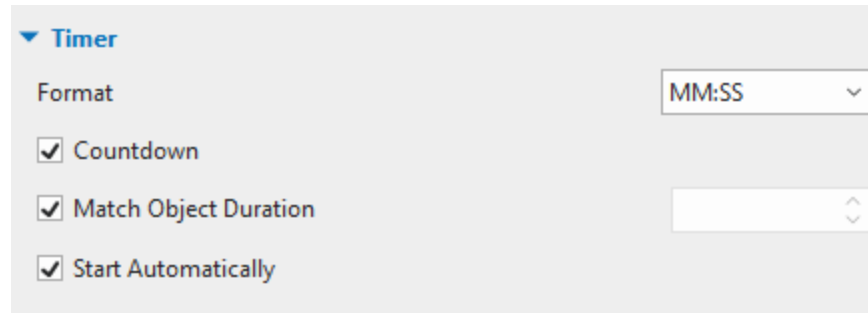 Timer
Format MM:SS
Countdown
Match Object Duration
Start Automatically